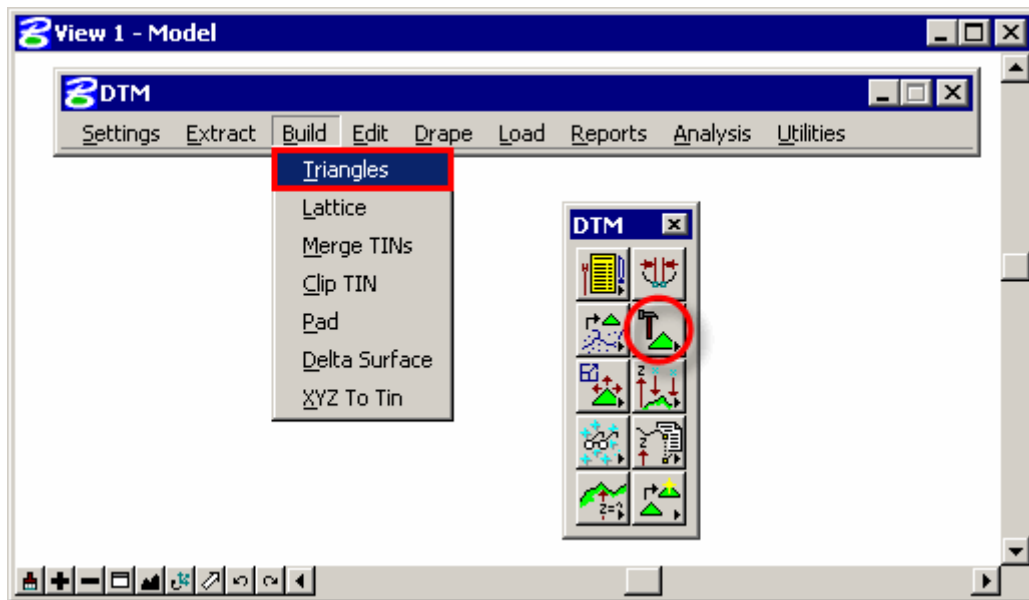 View 1 - Model
DTM
Settings Extract Build Edit Drape Load Reports Analysis Utilities
Triangles
Lattice
Merge TINs
Clip TIN
Pad
Delta Surface
XYZ To Tin
DTM
z
z
z=?